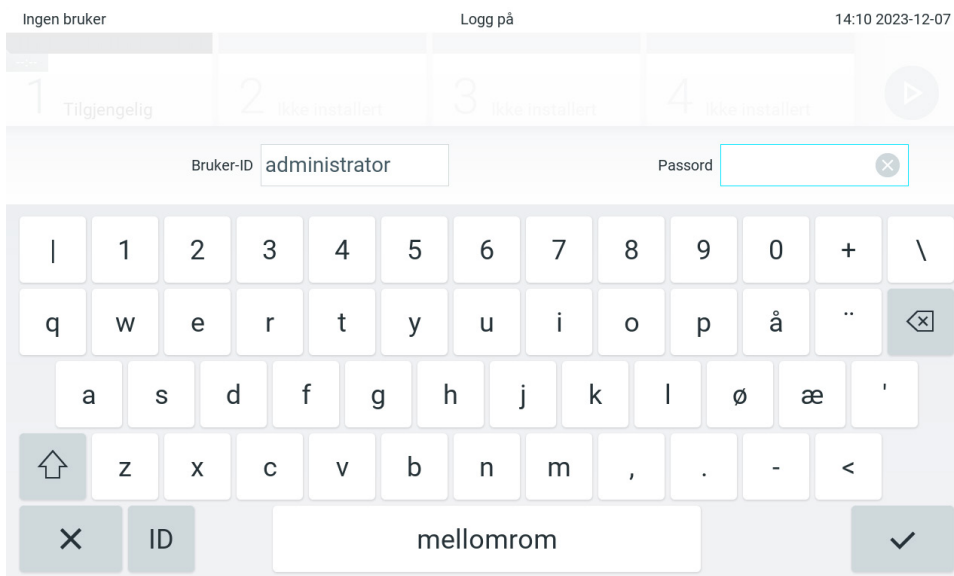 Ingen bruker Logg på 14:10 2023-12-07
1 Tilgjengelig 2 Ikke installert 3 Ikke installert 4 Ikke installert
Bruker-ID administrator Passord
| 1 2 3 4 5 6 7 8 9 0 + \
q w e r t y u i o p å ¨
a s d f g h j k l ø æ '
z x c v b n m , . - <
ID mellomrom